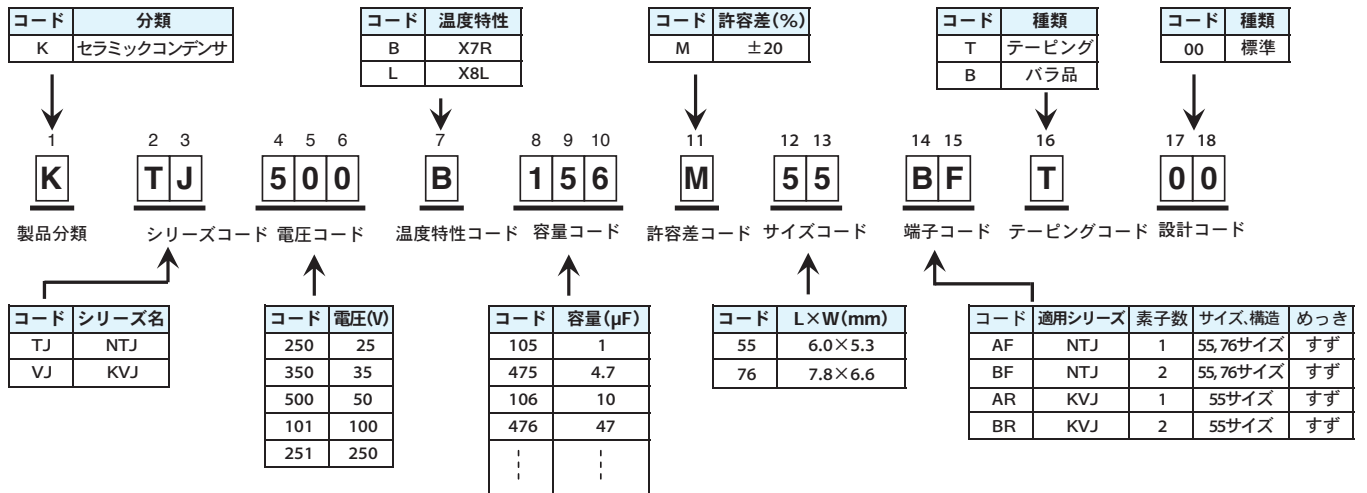 コード 分類
K セラミックコンデンサ
コード 温度特性
B X7R
L X8L
コード 許容差(%)
M ±20
コード 種類
T テーピング
B バラ品
コード 種類
00 標準
1 2 3 4 5 6 7 8 9 10 11 12 13 14 15 16 17 18
K T J 5 0 0 B 1 5 6 M 5 5 B F T 0 0
製品分類 シリーズコード 電圧コード 温度特性コード 容量コード 許容差コード サイズコード 端子コード テーピングコード 設計コード
コード シリーズ名
TJ NTJ
VJ KVJ
コード 電圧(V)
250 25
350 35
500 50
101 100
251 250
コード 容量(μF)
105 1
475 4.7
106 10
476 47
コード L×W(mm)
55 6.0×5.3
76 7.8×6.6
コード 適用シリーズ 素子数 サイズ、構造 めっき
AF NTJ 1 55,76サイズ すず
BF NTJ 2 55,76サイズ すず
AR KVJ 1 55サイズ すず
BR KVJ 2 55サイズ すず